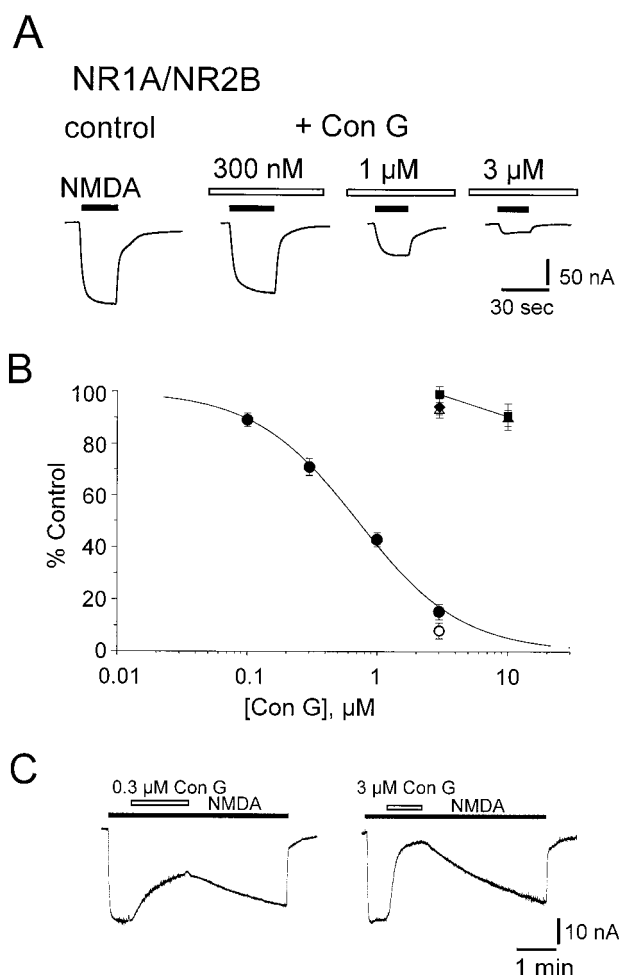 A
NR1A/NR2B
control + Con G
NMDA 300 nM 1 µM 3 µM
50 nA
30 sec
B
100
80
60
40
20
0
% Control
0.01 0.1 1 10
[Con G], µM
C
0.3 µM Con G 3 µM Con G
NMDA NMDA
10 nA
1 min